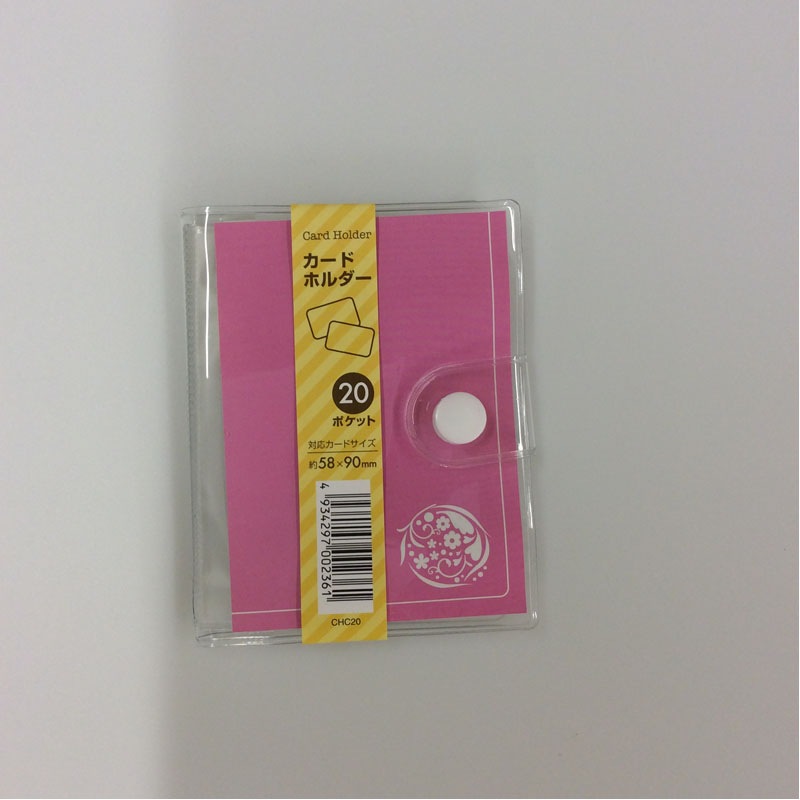 Card Holder
カード
ホルダー
20
ポケット
対応カードサイズ
約58×90mm
4 934297 002361
CHC20